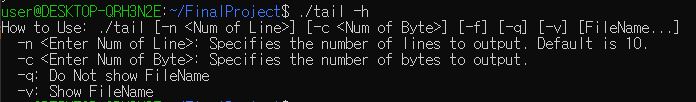 user@DESKTOP-QRH3N2E:~/FinalProject$ ./tail -h
How to Use: ./tail [-n <Num of Line>] [-c <Num of Byte>] [-f] [-q] [-v] [FileName...]
-n <Enter Num of Line>: Specifies the number of lines to output. Default is 10.
-c <Enter Num of Byte>: Specifies the number of bytes to output.
-q: Do Not show FileName
-v: Show FileName